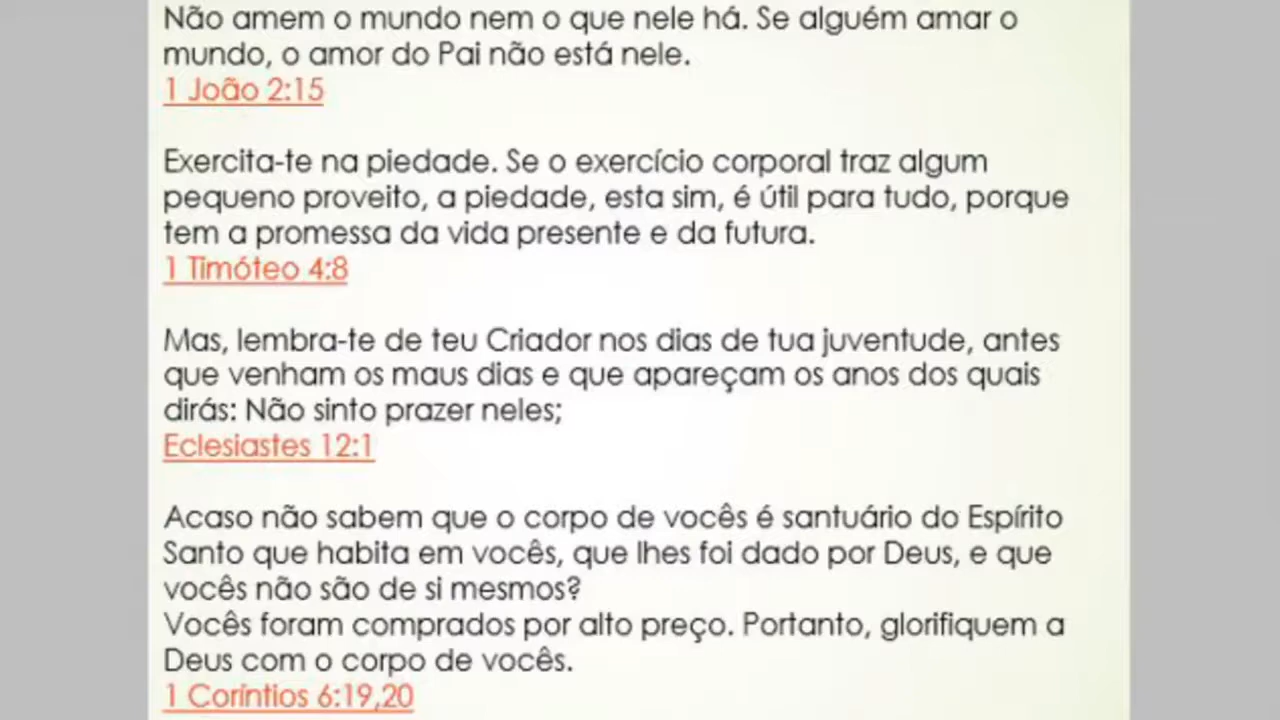 Não amem o mundo nem o que nele há. Se alguém amar o
mundo, o amor do Pai não está nele.
1 João 2:15
Exercita-te na piedade. Se o exercício corporal traz algum
pequeno proveito, a piedade, esta sim, é útil para tudo, porque
tem a promessa da vida presente e da futura.
1 Timóteo 4:8
Mas, lembra-te de teu Criador nos dias de tua juventude, antes
que venham os maus dias e que apareçam os anos dos quais
dirás: Não sinto prazer neles;
Eclesiastes 12:1
Acaso não sabem que o corpo de vocês é santuário do Espírito
Santo que habita em vocês, que lhes foi dado por Deus, e que
vocês não são de si mesmos?
Vocês foram comprados por alto preço. Portanto, glorifiquem a
Deus com o corpo de vocês.
1 Coríntios 6:19,20